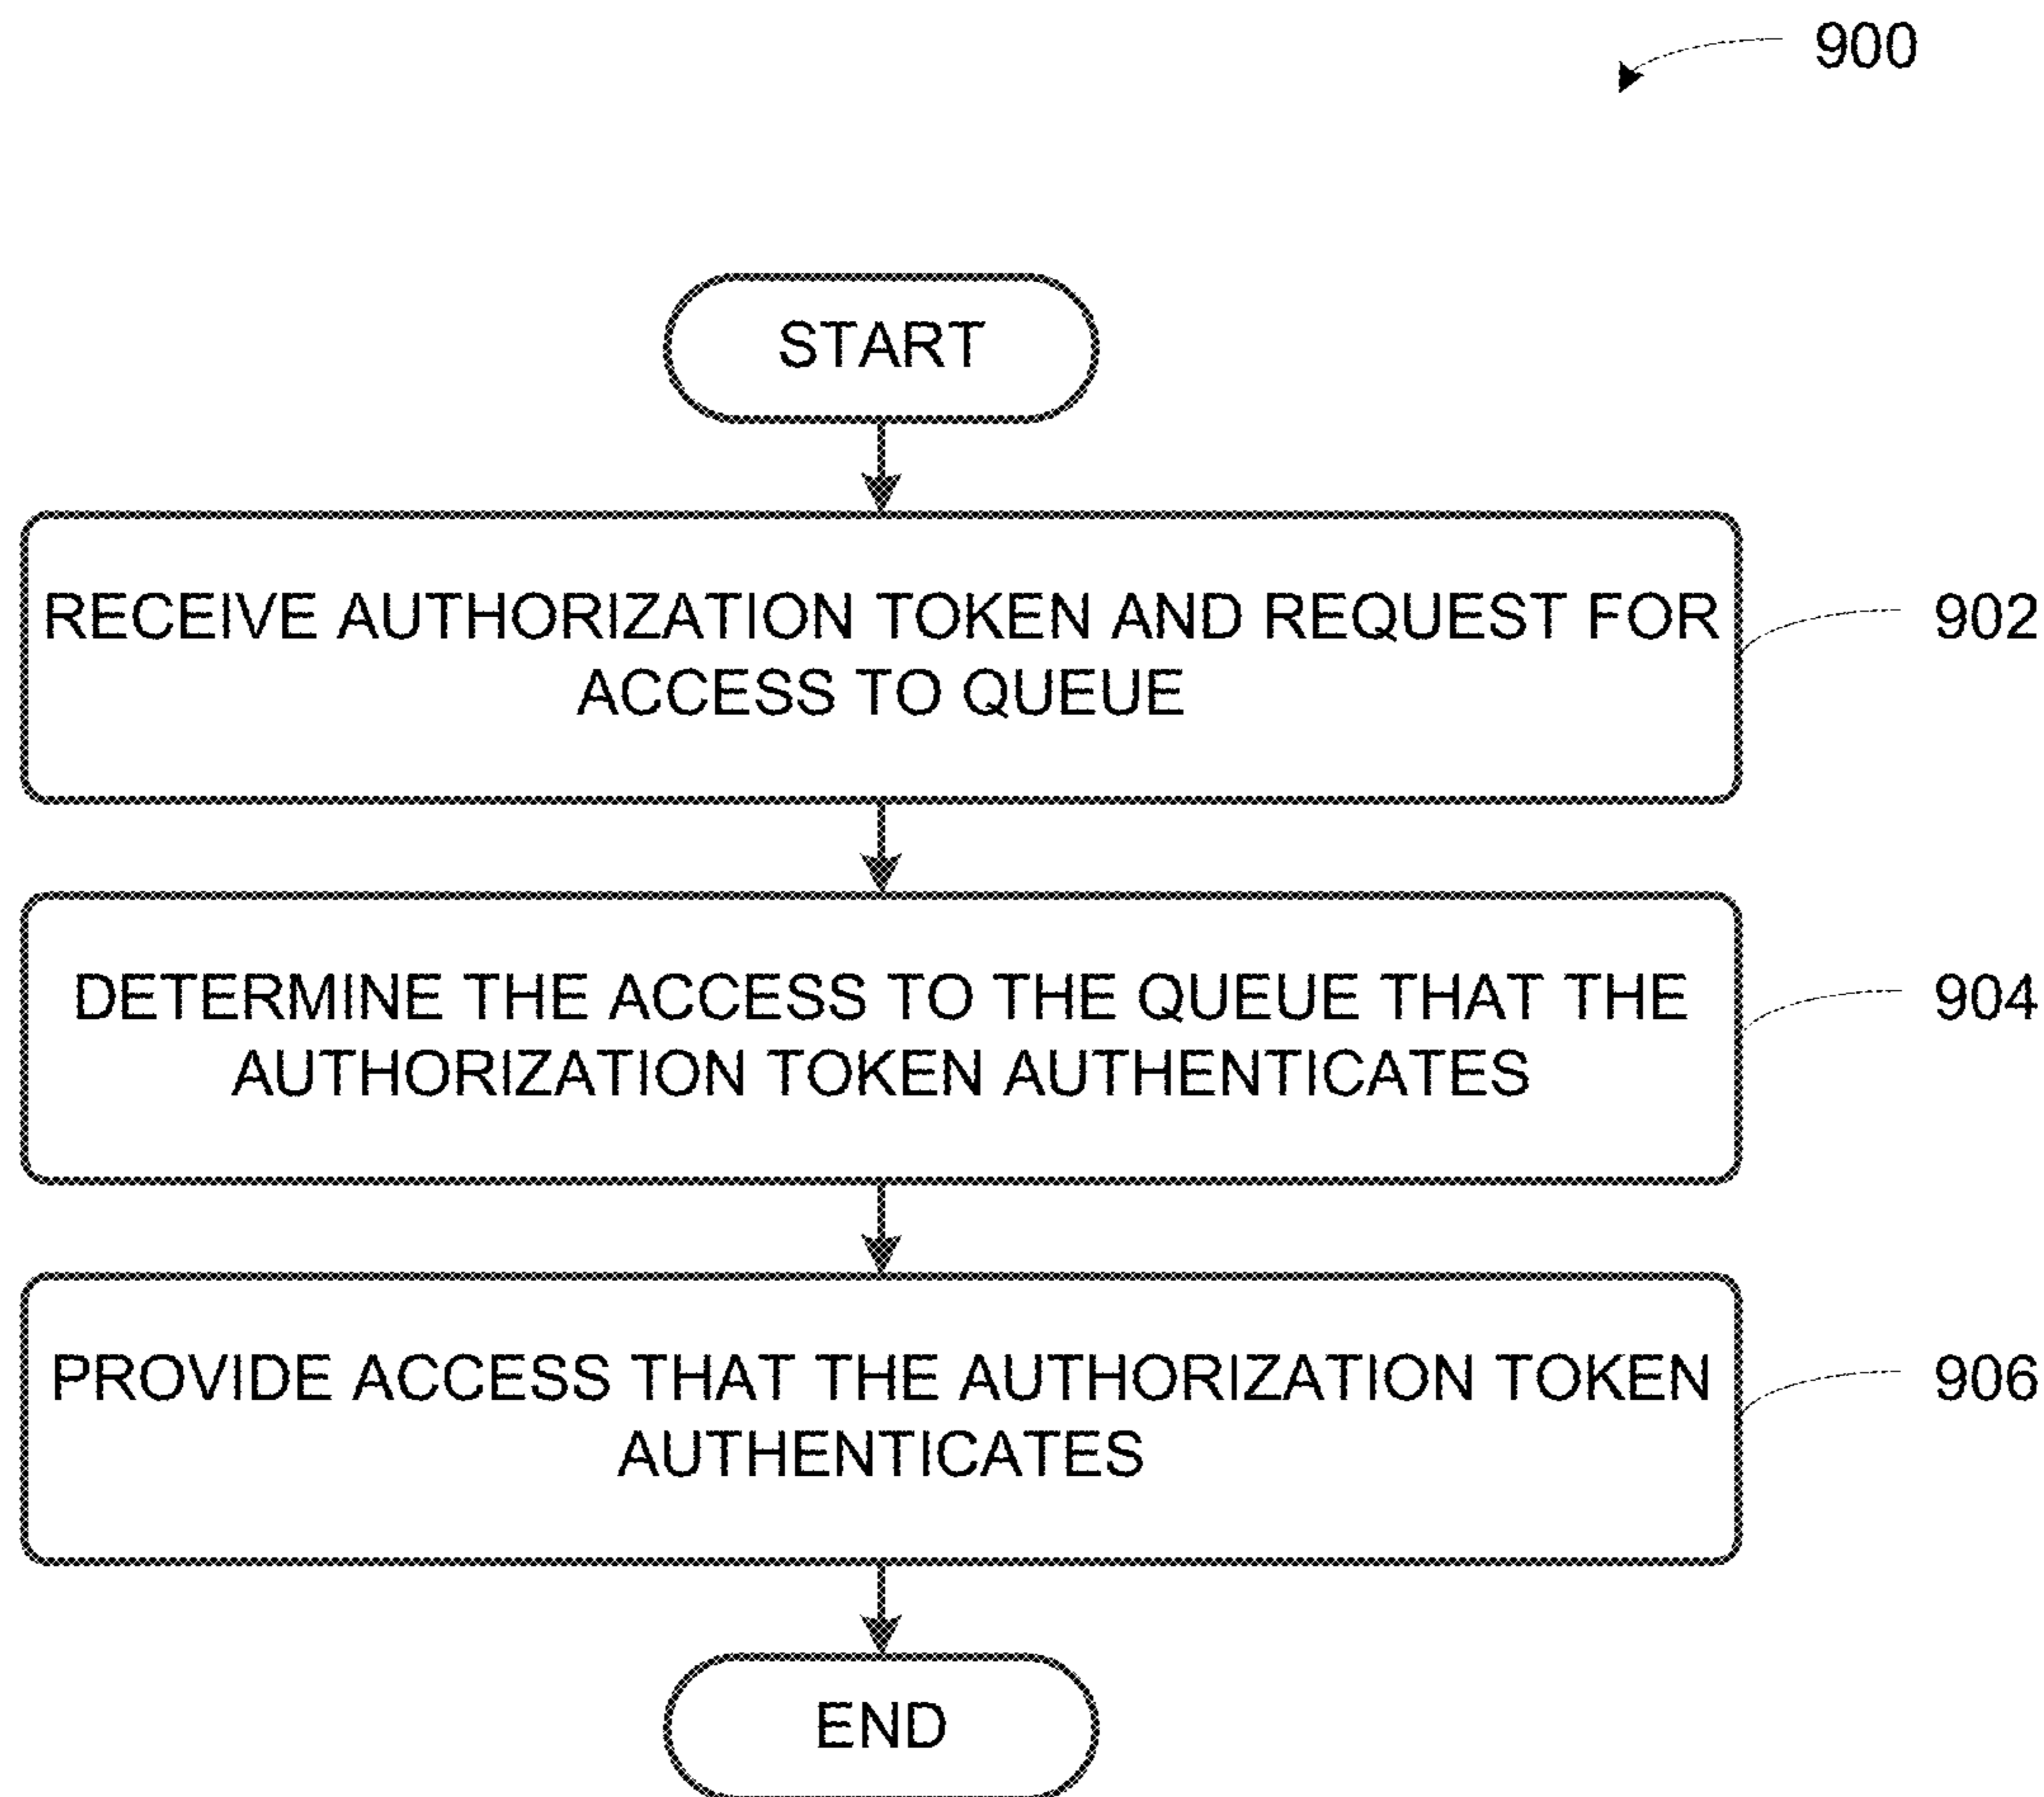 900
START
RECEIVE AUTHORIZATION TOKEN AND REQUEST FOR
ACCESS TO QUEUE
902
DETERMINE THE ACCESS TO THE QUEUE THAT THE
AUTHORIZATION TOKEN AUTHENTICATES
904
PROVIDE ACCESS THAT THE AUTHORIZATION TOKEN
AUTHENTICATES
906
END